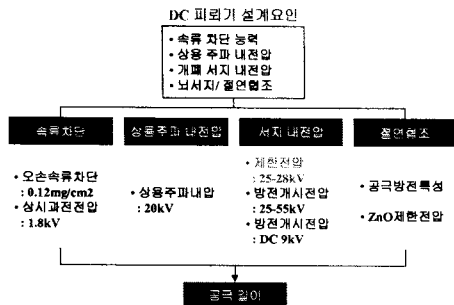 DC 피뢰기 설계요인
• 속류 차단 능력
• 상용 주파 내전압
• 개폐 서지 내전압
• 뇌서지/ 절연협조
속류차단
상용주파 내전압
서지 내전압
절연협조
• 오손속류차단
: 0.12mg/cm2
• 상시과전전압
: 1.8kV
• 상용주파내압
: 20kV
• 제한전압
: 25-28kV
• 방전개시전압
: 25-55kV
• 방전개시전압
: DC 9kV
• 공극방전특성
• ZnO제한전압
공극 길이